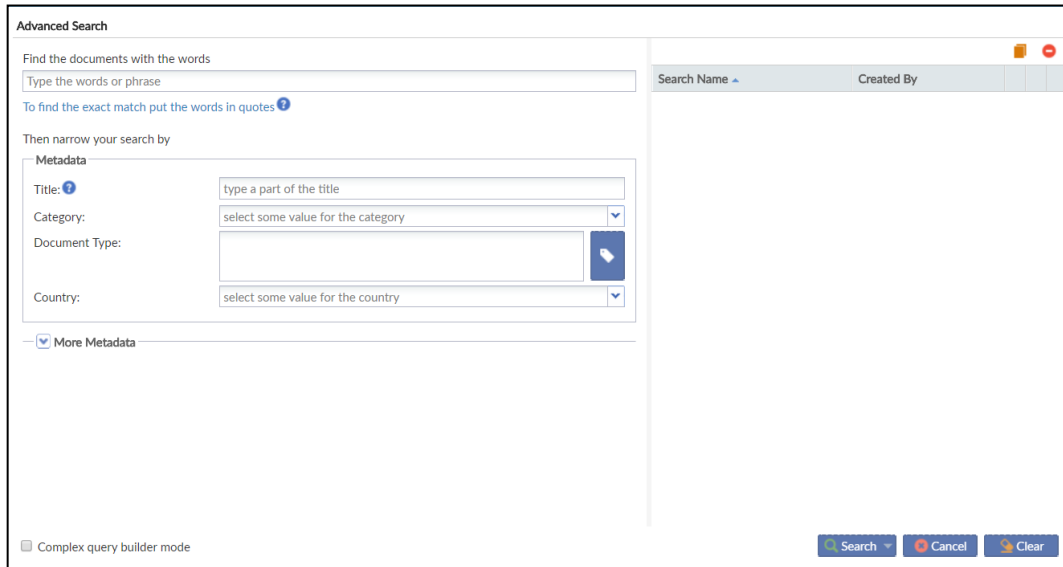 Advanced Search
Find the documents with the words
Type the words or phrase
To find the exact match put the words in quotes ?
Then narrow your search by
Metadata
Title: ? type a part of the title
Category: select some value for the category
Document Type:
Country: select some value for the country
More Metadata
Search Name Created By
Complex query builder mode
Search Cancel Clear